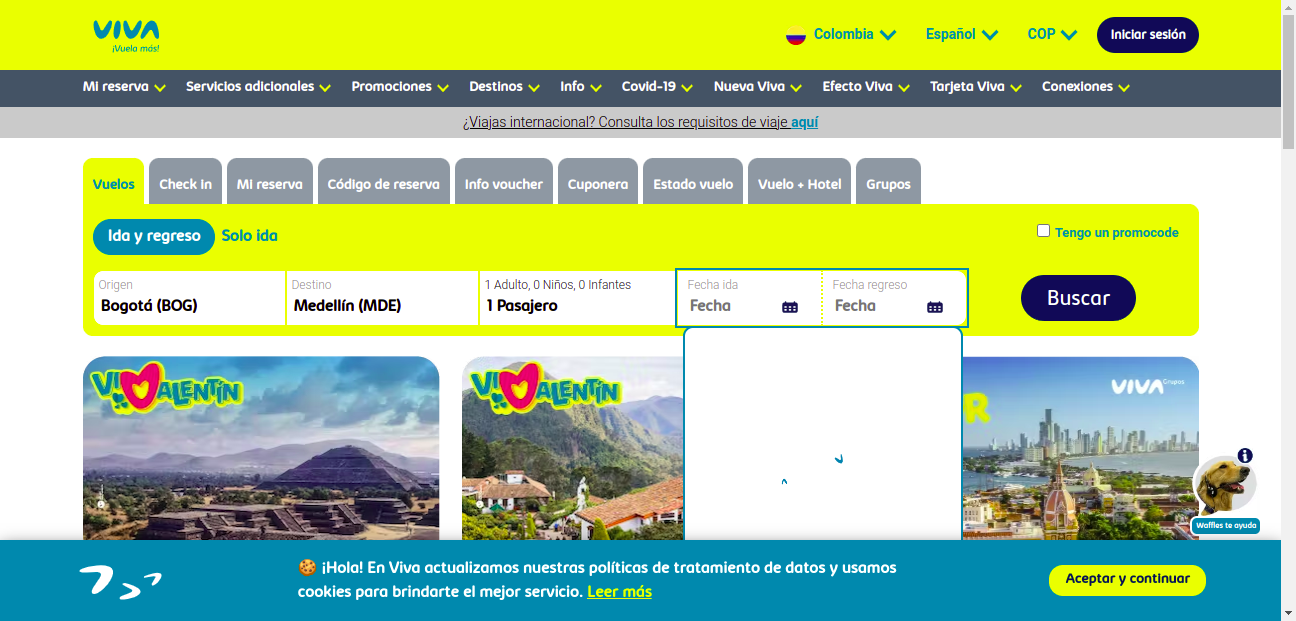 VIVA
¡Vuela más!
Colombia
Español
COP
Iniciar sesión
Mi reserva
Servicios adicionales
Promociones
Destinos
Info
Covid-19
Nueva Viva
Efecto Viva
Tarjeta Viva
Conexiones
¿Viajas internacional? Consulta los requisitos de viaje aquí
Vuelos
Check In
Mi reserva
Código de reserva
Info voucher
Cuponera
Estado vuelo
Vuelo + Hotel
Grupos
Ida y regreso
Solo ida
Tengo un promocode
Origen
Bogotá (BOG)
Destino
Medellín (MDE)
1 Adulto, 0 Niños, 0 Infantes
1 Pasajero
Fecha ida
Fecha
Fecha regreso
Fecha
Buscar
VIVA Grupos
Waffles te ayuda
🍪 ¡Hola! En Viva actualizamos nuestras políticas de tratamiento de datos y usamos
cookies para brindarte el mejor servicio. Leer más
Aceptar y continuar